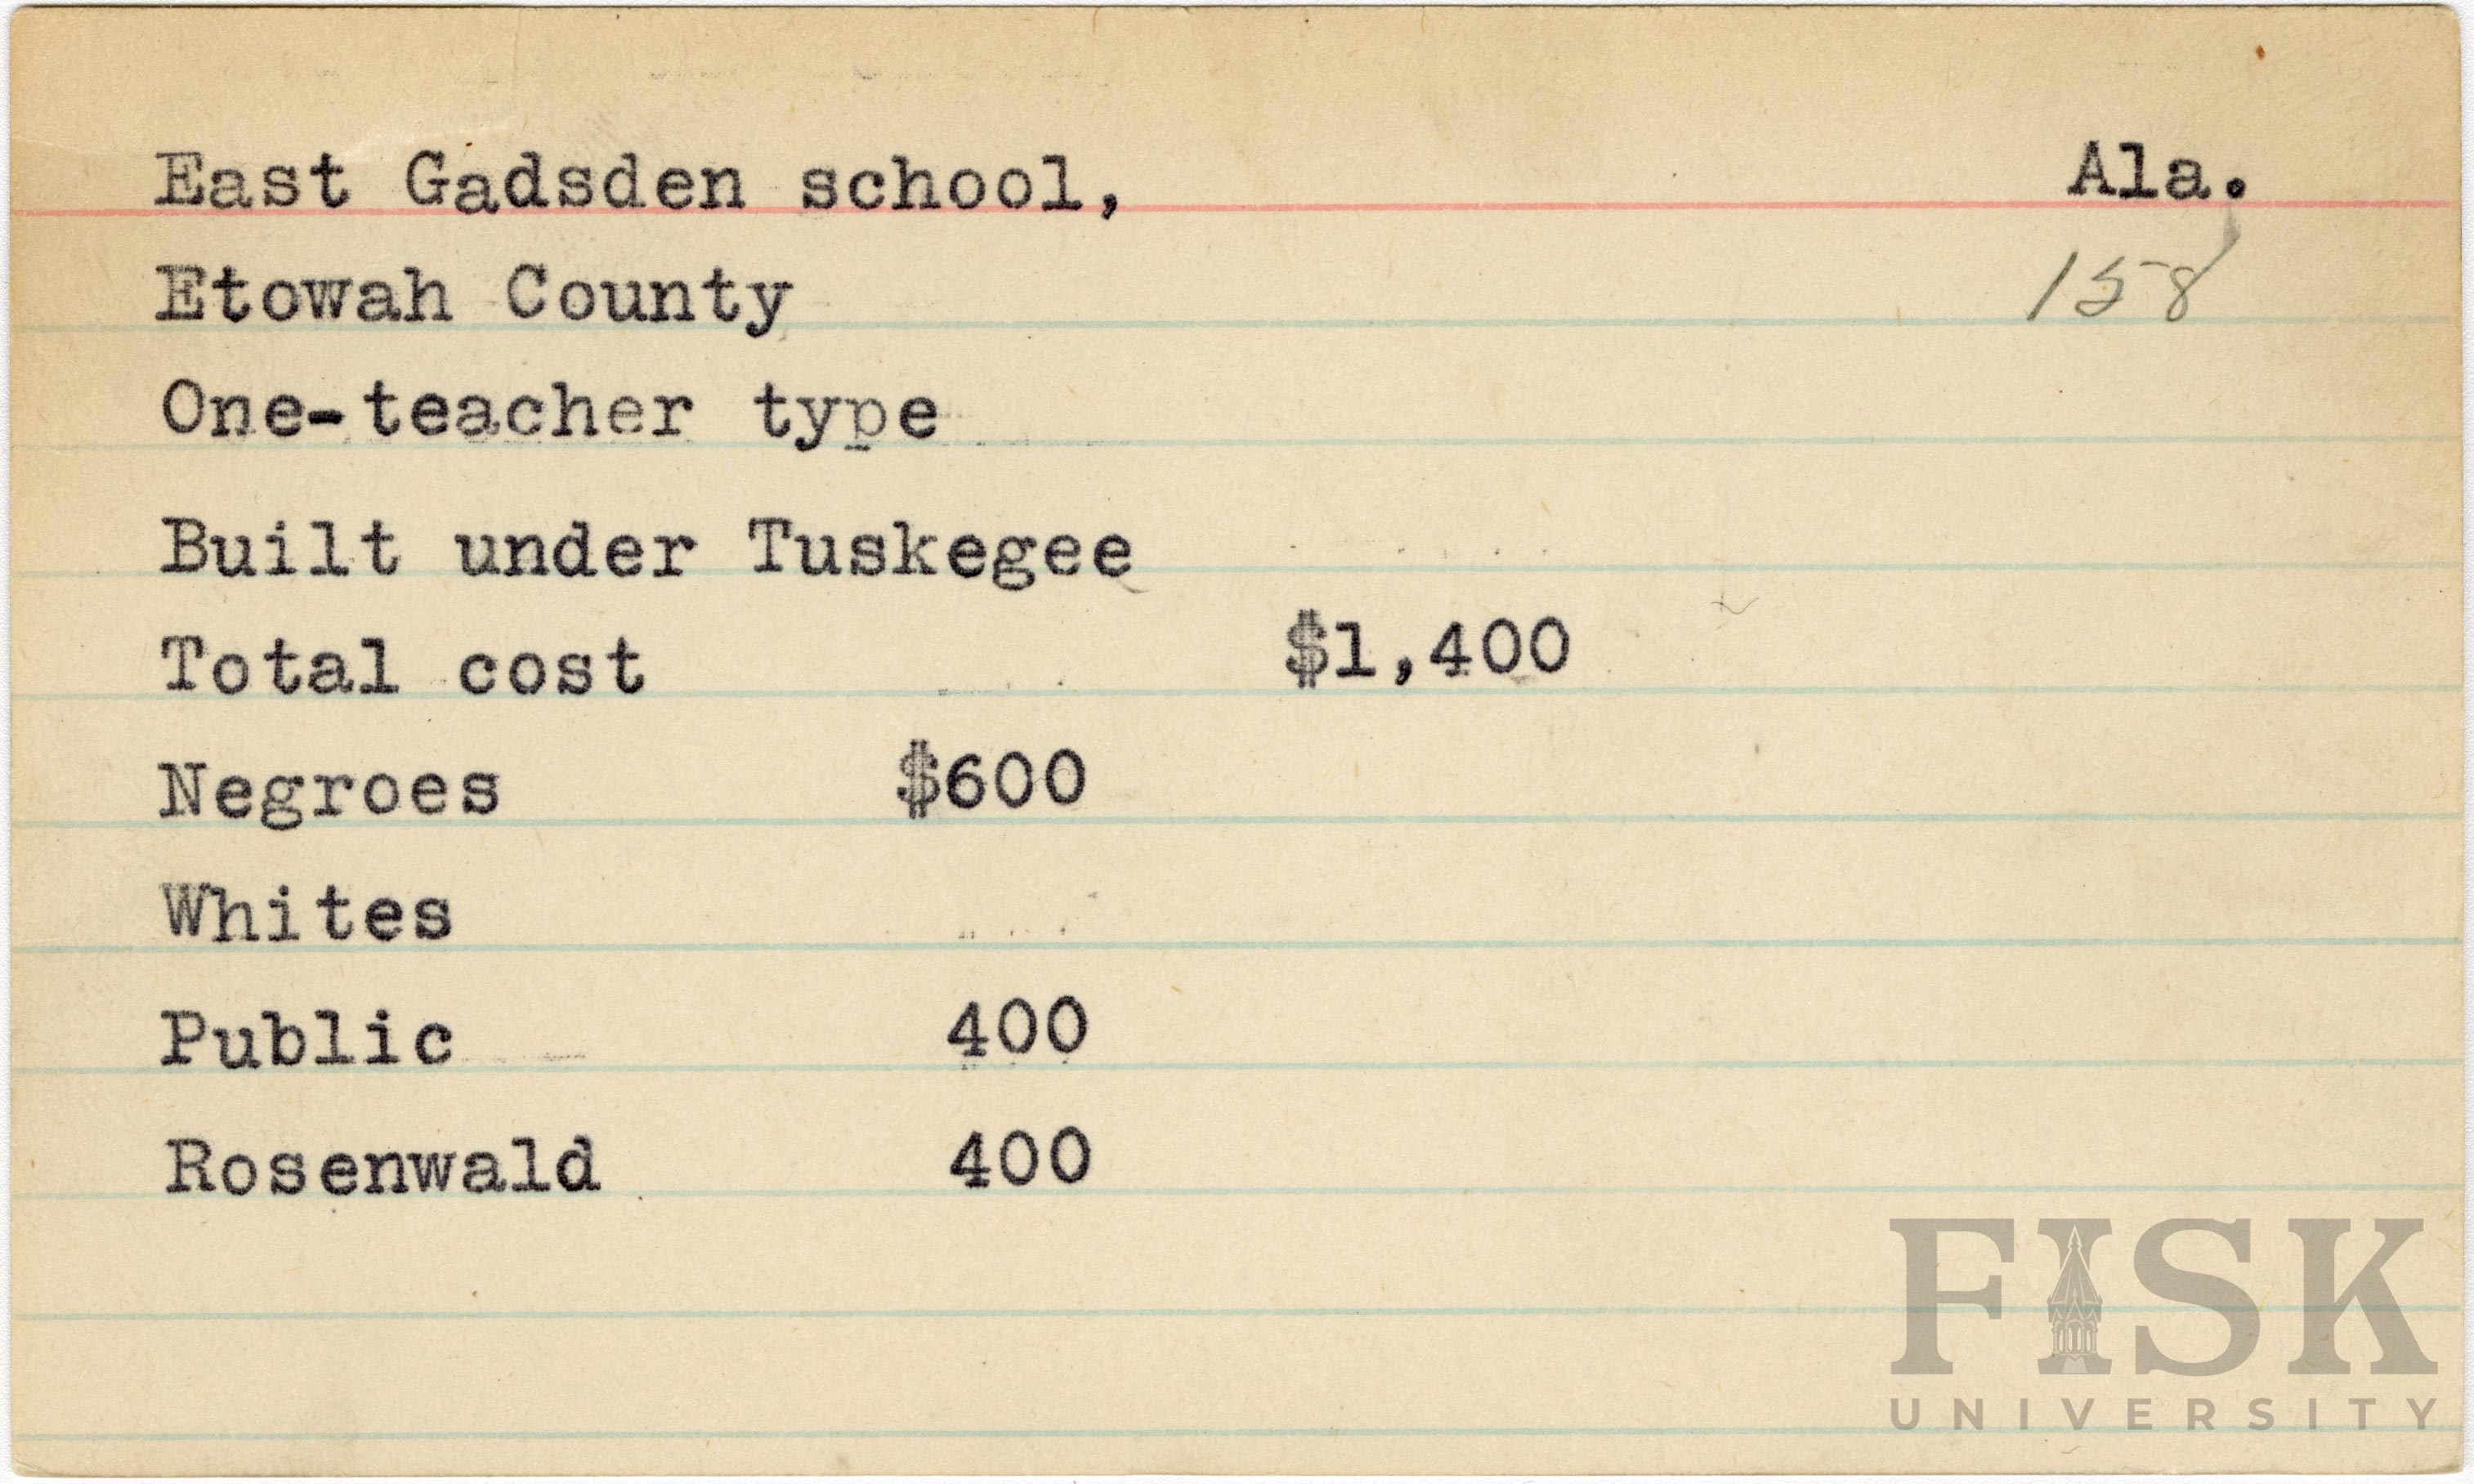 East Gadsden school, Ala.
Etowah County 158
One-teacher type
Built under Tuskegee
Total cost $1,400
Negroes $600
Whites
Public 400
Rosenwald 400
FISK
UNIVERSITY